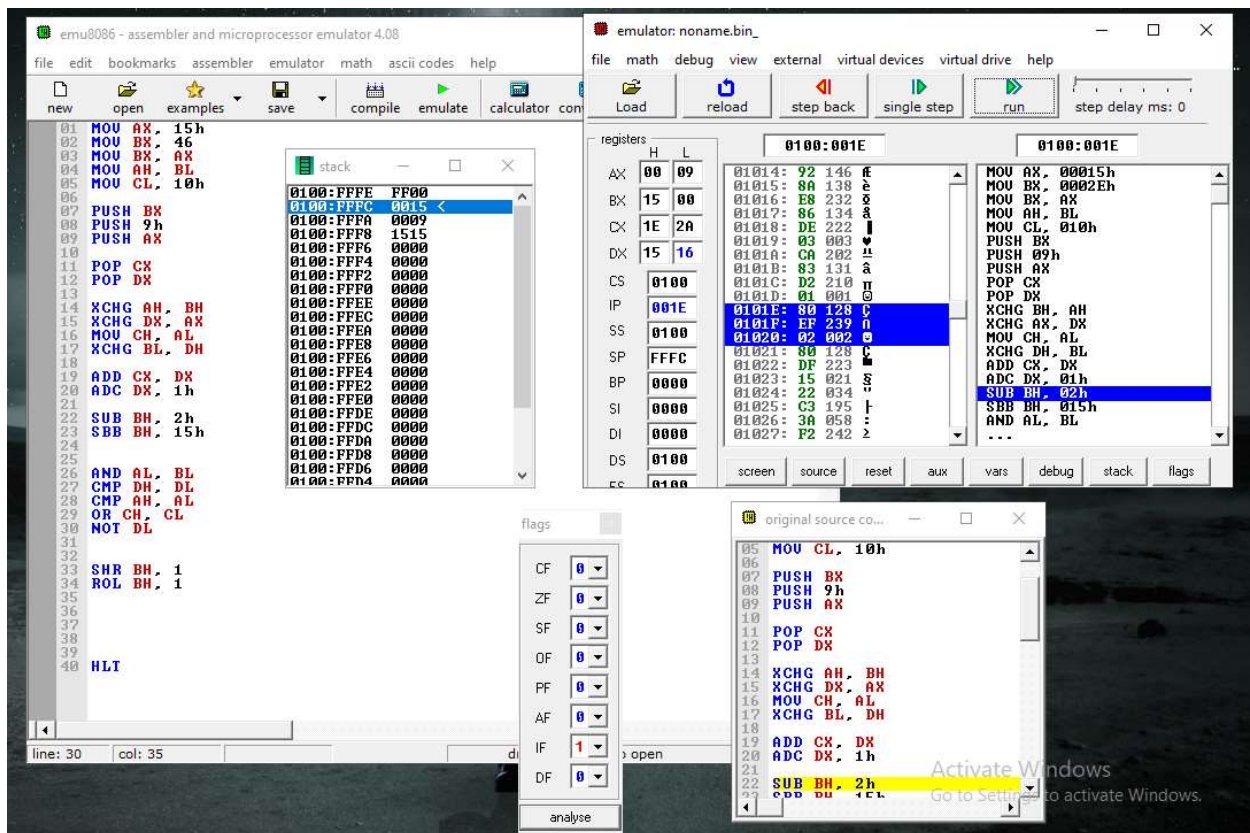 emu8086 - assembler and microprocessor emulator 4.08
file edit bookmarks assembler emulator math ascii codes help
new open examples save compile emulate calculator
01 MOV AX, 15h
02 MOV BX, 46
03 MOV BX, AX
04 MOV AH, BL
05 MOV CL, 10h
06
07 PUSH BX
08 PUSH 9h
09 PUSH AX
10
11 POP CX
12 POP DX
13
14 XCHG AH, BH
15 XCHG DX, AX
16 MOV CH, AL
17 XCHG BL, DH
18
19 ADD CX, DX
20 ADC DX, 1h
21
22 SUB BH, 2h
23 SBB BH, 15h
24
25
26 AND AL, BL
27 CMP DH, DL
28 CMP AH, AL
29 OR CH, CL
30 NOT DL
31
32
33 SHR BH, 1
34 ROL BH, 1
35
36
37
38
39
40 HLT
line: 30 col: 35
open
stack
0100:FFFE FF00
0100:FFFC 0015 <
0100:FFFA 0009
0100:FFF8 1515
0100:FFF6 0000
0100:FFF4 0000
0100:FFF2 0000
0100:FFF0 0000
0100:FFEE 0000
0100:FFEC 0000
0100:FFEA 0000
0100:FFE8 0000
0100:FFE6 0000
0100:FFE4 0000
0100:FFE2 0000
0100:FFE0 0000
0100:FFDE 0000
0100:FFDC 0000
0100:FFDA 0000
0100:FFD8 0000
0100:FFD6 0000
0100:FFD4 0000
emulator: noname.bin_
file math debug view external virtual devices virtual drive help
Load reload step back single step run step delay ms: 0
registers
H L
AX 00 09
BX 15 00
CX 1E 2A
DX 15 16
CS 0100
IP 001E
SS 0100
SP FFFC
BP 0000
SI 0000
DI 0000
DS 0100
ES 0100
0100:001E
01014: 92 146 Æ
01015: 8A 138 è
01016: E8 232
01017: 86 134 å
01018: DE 222 ▐
01019: 03 003 ♥
0101A: CA 202 ╩
0101B: 83 131 â
0101C: D2 210 ╥
0101D: 01 001 ☺
0101E: 80 128 Ç
0101F: EF 239 ∩
01020: 02 002 ☻
01021: 80 128 Ç
01022: DF 223 ▀
01023: 15 021 §
01024: 22 034 "
01025: C3 195 ├
01026: 3A 058 :
01027: F2 242 ≥
0100:001E
MOV AX, 00015h
MOV BX, 0002Eh
MOV BX, AX
MOV AH, BL
MOV CL, 010h
PUSH BX
PUSH 09h
PUSH AX
POP CX
POP DX
XCHG BH, AH
XCHG AX, DX
MOV CH, AL
XCHG DH, BL
ADD CX, DX
ADC DX, 01h
SUB BH, 02h
SBB BH, 015h
AND AL, BL
...
screen source reset aux vars debug stack flags
flags
CF 0
ZF 0
SF 0
OF 0
PF 0
AF 0
IF 1
DF 0
analyse
original source co...
05 MOV CL, 10h
06
07 PUSH BX
08 PUSH 9h
09 PUSH AX
10
11 POP CX
12 POP DX
13
14 XCHG AH, BH
15 XCHG DX, AX
16 MOV CH, AL
17 XCHG BL, DH
18
19 ADD CX, DX
20 ADC DX, 1h
21
22 SUB BH, 2h
23 SBB BH, 15h
Activate Windows
Go to Settings to activate Windows.